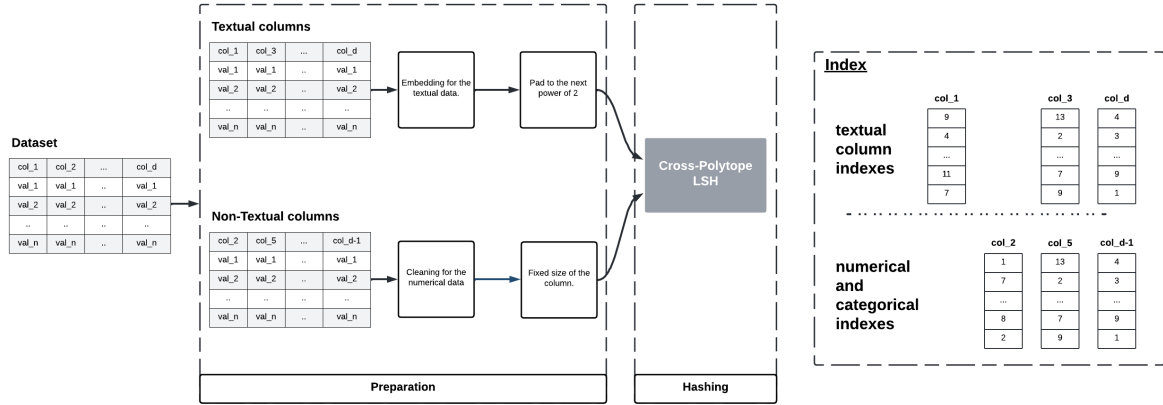 Dataset
col_1 col_2 ... col_d
val_1 val_1 .. val_1
val_2 val_2 .. val_2
.. .. .. ..
val_n val_n .. val_n
Textual columns
col_1 col_3 ... col_d
val_1 val_1 .. val_1
val_2 val_2 .. val_2
.. .. .. ..
val_n val_n .. val_n
Embedding for the
textual data.
Pad to the next
power of 2
Non-Textual columns
col_2 col_5 ... col_d-1
val_1 val_1 .. val_1
val_2 val_2 .. val_2
.. .. .. ..
val_n val_n .. val_n
Cleaning for the
numerical data
Fixed size of the
column.
Preparation
Cross-Polytope
LSH
Hashing
Index
textual
column
indexes
col_1 col_3 col_d
9 13 4
4 2 3
... ... ...
11 7 9
7 9 1
numerical
and
categorical
indexes
col_2 col_5 col_d-1
1 13 4
7 2 3
... ... ...
8 7 9
2 9 1